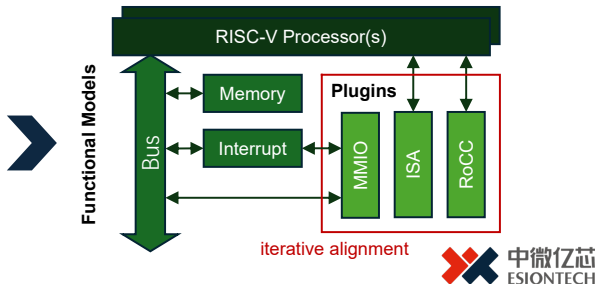 RISC-V Processor(s)
Functional Models
Bus
Memory
Interrupt
Plugins
MMIO
ISA
RoCC
iterative alignment
中微亿芯
ESIONTECH